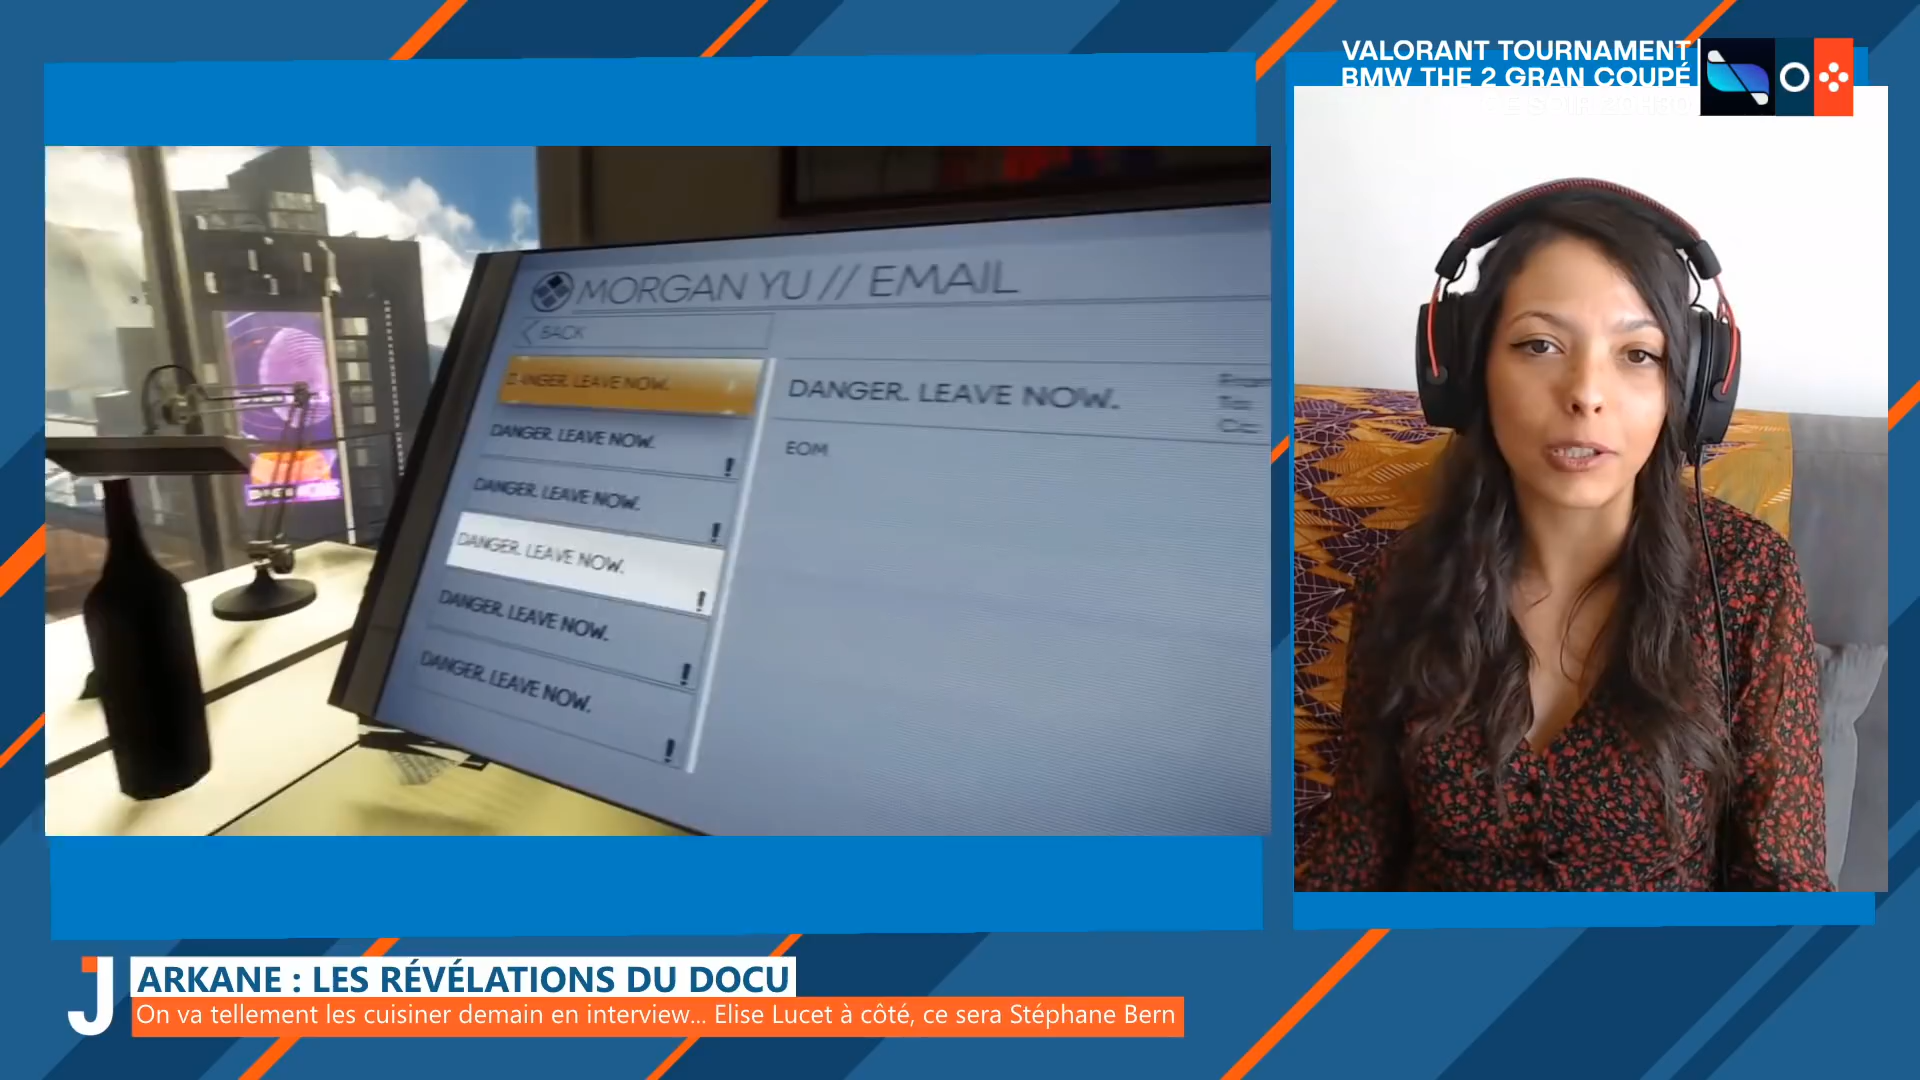 VALORANT TOURNAMENT
BMW THE 2 GRAN COUPÉ
MORGAN YU // EMAIL
BACK
DANGER. LEAVE NOW.
DANGER. LEAVE NOW.
DANGER. LEAVE NOW.
DANGER. LEAVE NOW.
DANGER. LEAVE NOW.
DANGER. LEAVE NOW.
DANGER. LEAVE NOW.
EOM
J
ARKANE : LES RÉVÉLATIONS DU DOCU
On va tellement les cuisiner demain en interview... Elise Lucet à côté, ce sera Stéphane Bern